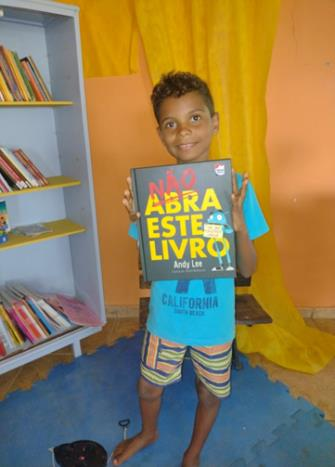 NÃO
ABRA
ESTE
LIVRO
Andy Lee
CALIFORNIA
SOUTH BEACH